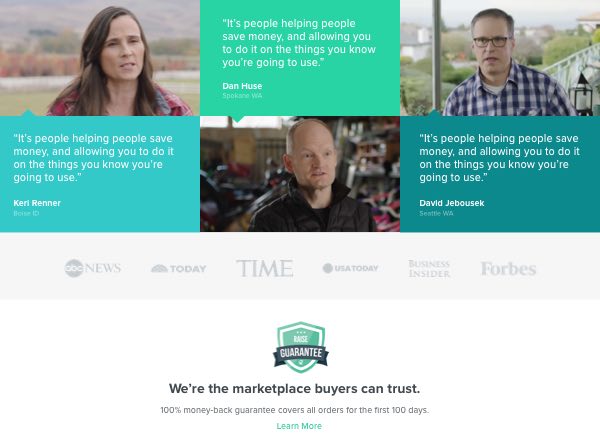 "It's people helping people
save money, and allowing you
to do it on the things you know
you're going to use."
Dan Huse
Spokane WA
"It's people helping people save
money, and allowing you to do it
on the things you know you're
going to use."
Keri Renner
Boise ID
"It's people helping people save
money, and allowing you to do it
on the things you know you're
going to use."
David Jebousek
Seattle WA
abc NEWS
TODAY
TIME
USA TODAY
BUSINESS
INSIDER
Forbes
RAISE
GUARANTEE
We're the marketplace buyers can trust.
100% money-back guarantee covers all orders for the first 100 days.
Learn More